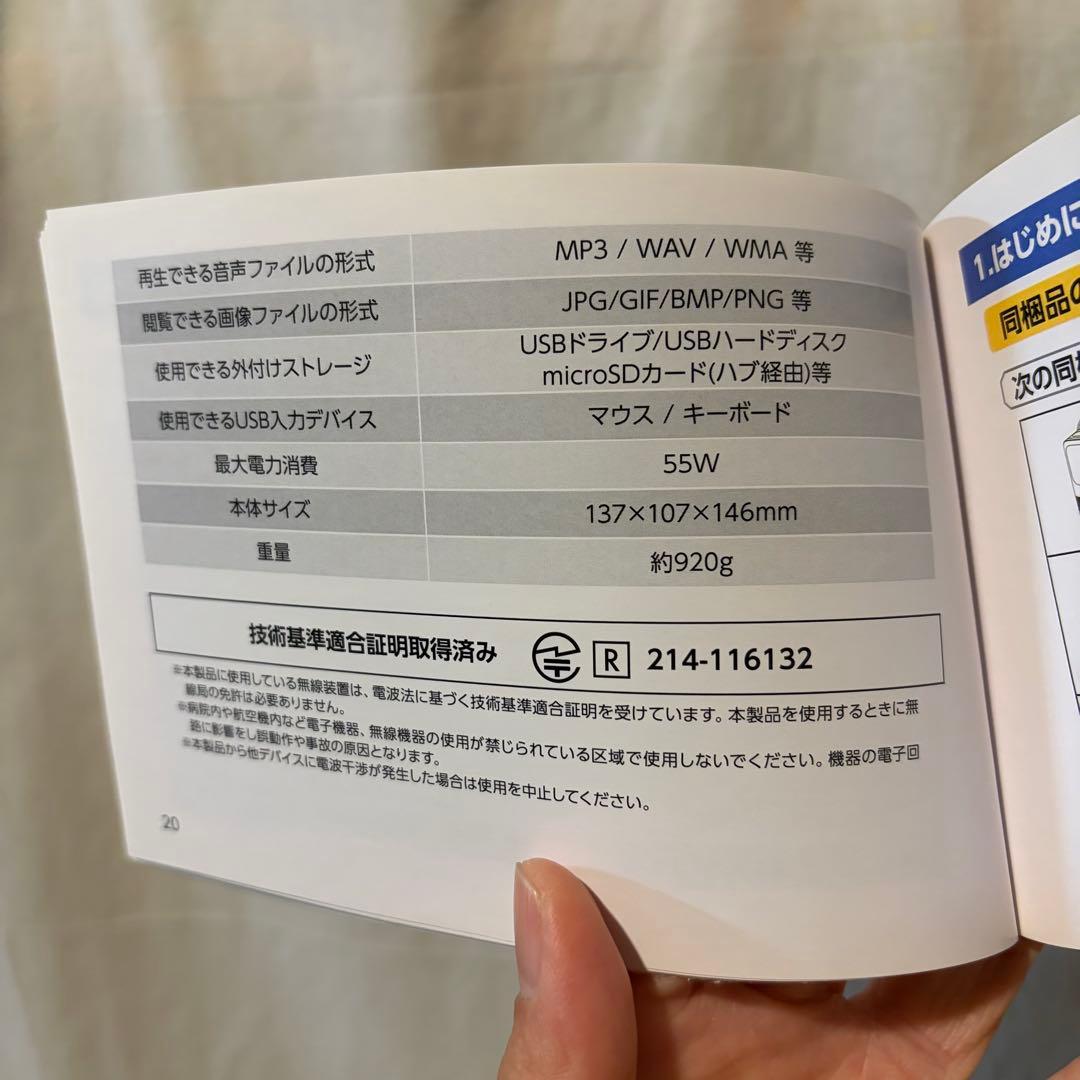 再生できる音声ファイルの形式 MP3 / WAV / WMA 等
閲覧できる画像ファイルの形式 JPG/GIF/BMP/PNG 等
使用できる外付けストレージ USBドライブ/USBハードディスク
microSDカード(ハブ経由)等
使用できるUSB入力デバイス マウス / キーボード
最大電力消費 55W
本体サイズ 137×107×146mm
重量 約920g
技術基準適合証明取得済み R 214-116132
※本製品に使用している無線装置は、電波法に基づく技術基準適合証明を受けています。本製品を使用するときに無
線局の免許は必要ありません。
※病院内や航空機内など電子機器、無線機器の使用が禁じられている区域で使用しないでください。機器の電子回
路に影響をし誤動作や事故の原因となります。
※本製品から他デバイスに電波干渉が発生した場合は使用を中止してください。
20
1.はじめに
同梱品の
次の同梱